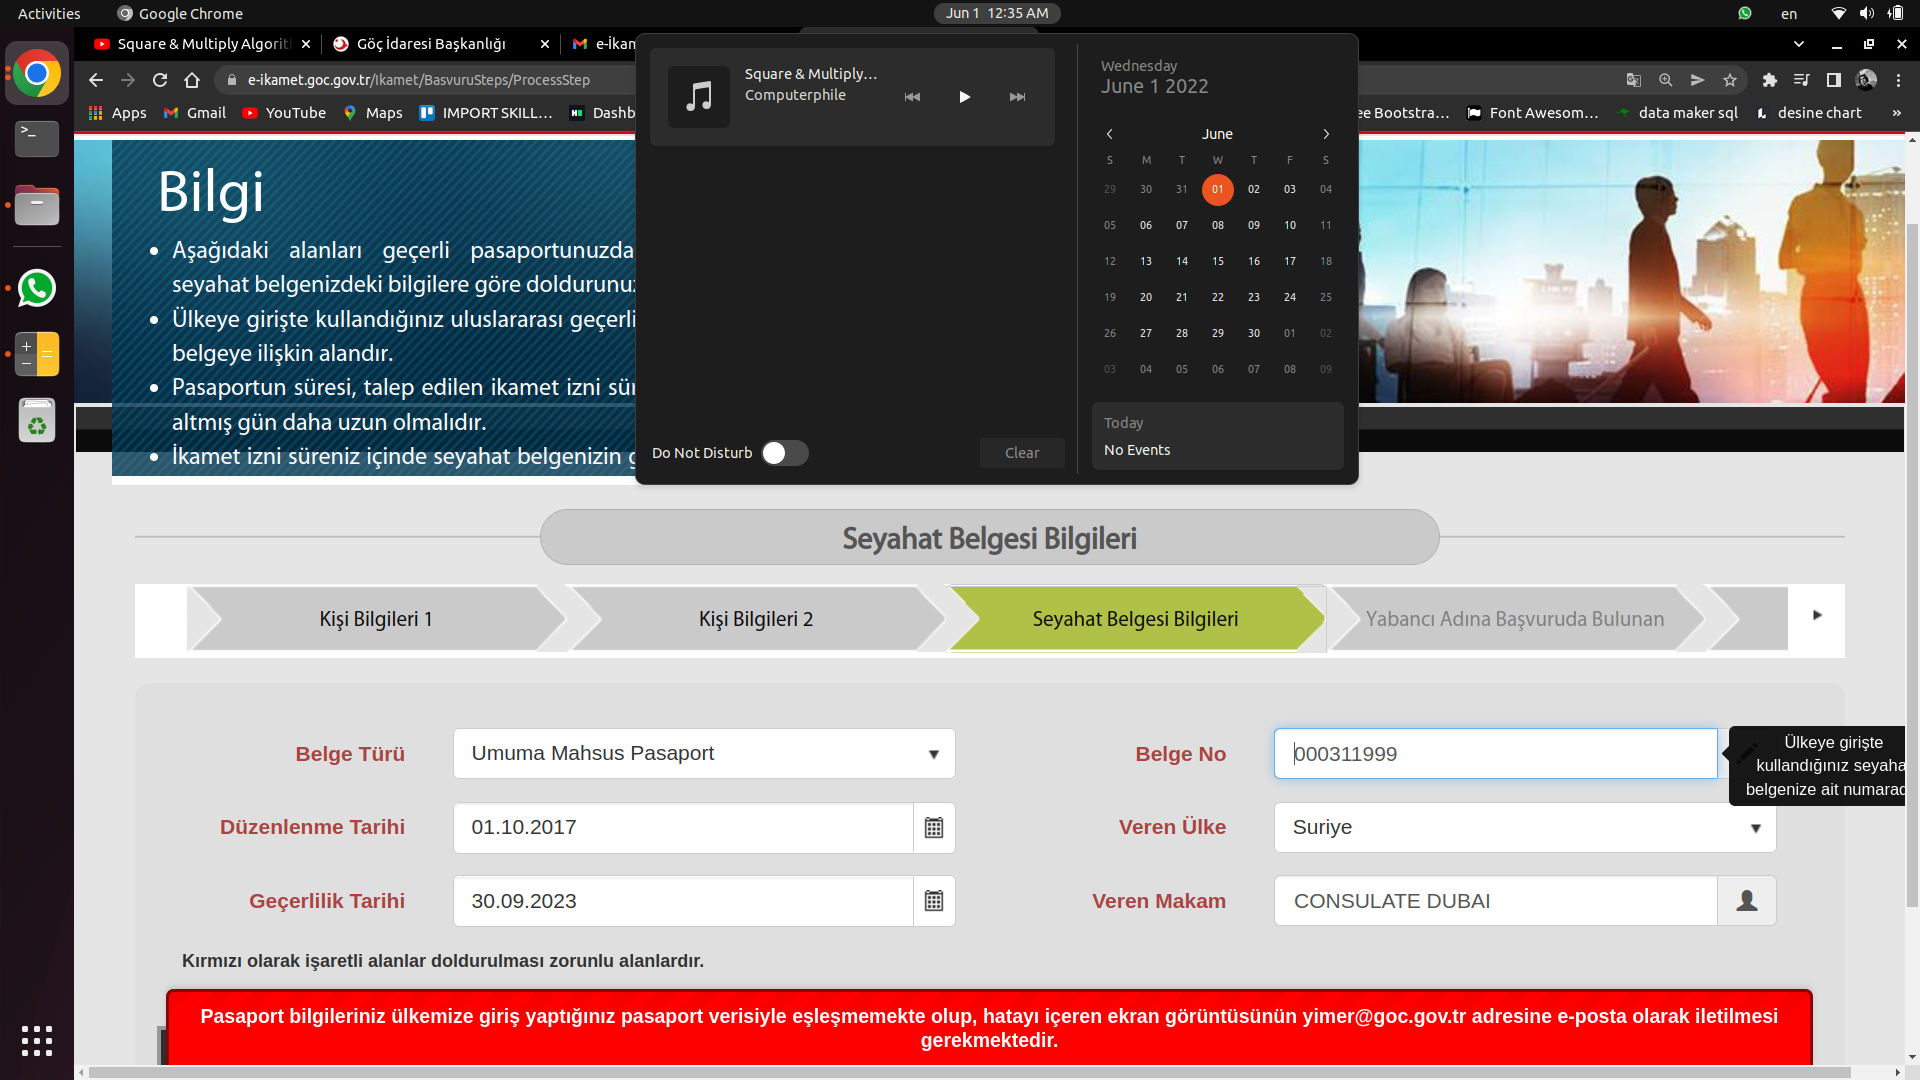 Activities
Google Chrome
Jun 1 12:35 AM
en
Square & Multiply Algorit
Göç İdaresi Başkanlığı
e-İkam
e-ikamet.goc.gov.tr/Ikamet/BasvuruSteps/ProcessStep
Apps
Gmail
YouTube
Maps
IMPORT SKILL...
Dashb
ee Bootstra...
Font Awesom...
data maker sql
desine chart
»
Square & Multiply...
Computerphile
Do Not Disturb
Clear
Wednesday
June 1 2022
June
S M T W T F S
29 30 31 01 02 03 04
05 06 07 08 09 10 11
12 13 14 15 16 17 18
19 20 21 22 23 24 25
26 27 28 29 30 01 02
03 04 05 06 07 08 09
Today
No Events
Bilgi
• Aşağıdaki alanları geçerli pasaportunuzda
seyahat belgenizdeki bilgilere göre doldurunuz
• Ülkeye girişte kullandığınız uluslararası geçerli
belgeye ilişkin alandır.
• Pasaportun süresi, talep edilen ikamet izni sür
altmış gün daha uzun olmalıdır.
• İkamet izni süreniz içinde seyahat belgenizin g
Seyahat Belgesi Bilgileri
Kişi Bilgileri 1
Kişi Bilgileri 2
Seyahat Belgesi Bilgileri
Yabancı Adına Başvuruda Bulunan
Belge Türü
Umuma Mahsus Pasaport
Belge No
000311999
Ülkeye girişte
kullandığınız seyaha
belgenize ait numarad
Düzenlenme Tarihi
01.10.2017
Veren Ülke
Suriye
Geçerlilik Tarihi
30.09.2023
Veren Makam
CONSULATE DUBAI
Kırmızı olarak işaretli alanlar doldurulması zorunlu alanlardır.
Pasaport bilgileriniz ülkemize giriş yaptığınız pasaport verisiyle eşleşmemekte olup, hatayı içeren ekran görüntüsünün yimer@goc.gov.tr adresine e-posta olarak iletilmesi
gerekmektedir.